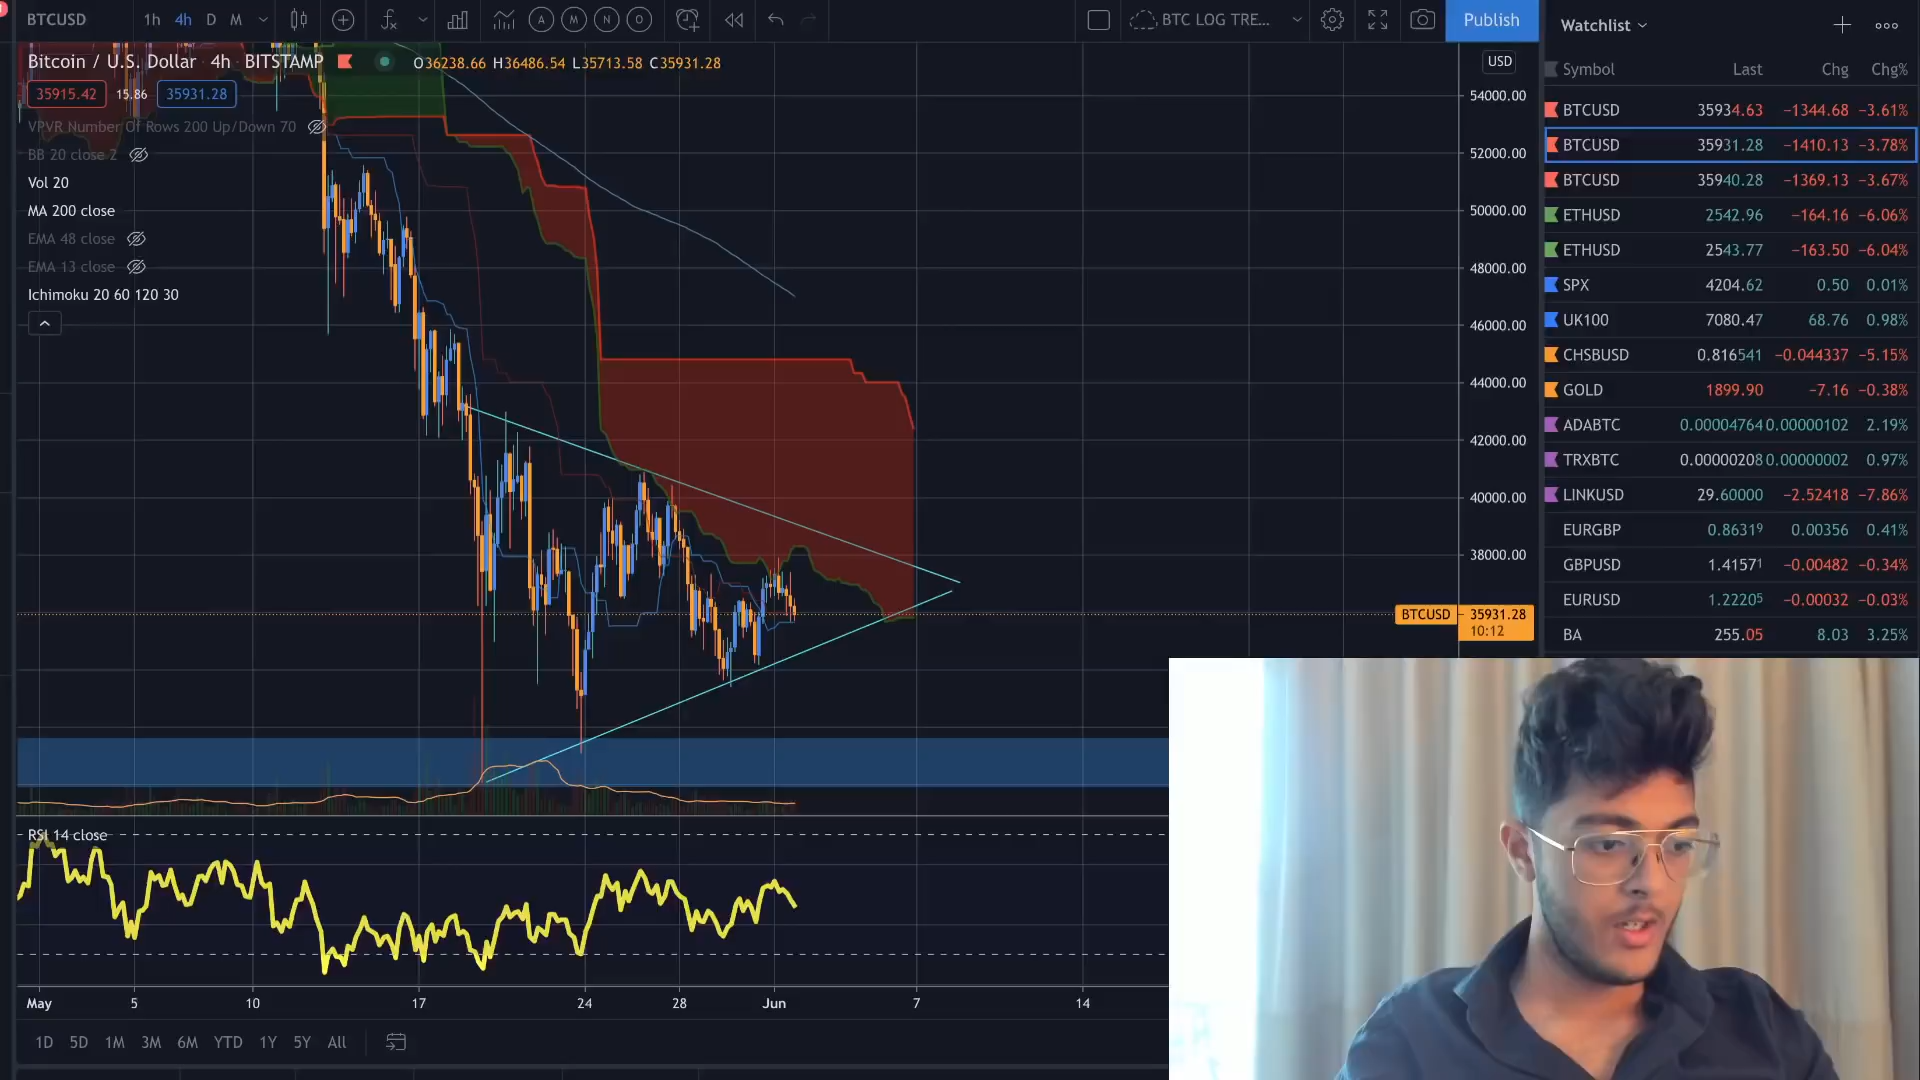 BTCUSD 1h 4h D M A M N O BTC LOG TRE... Publish
Watchlist
Bitcoin / U.S. Dollar 4h BITSTAMP O36238.66 H36486.54 L35713.58 C35931.28
USD
35915.42 15.86 35931.28
VPVR Number Of Rows 200 Up/Down 70
BB 20 close 2
Vol 20
MA 200 close
EMA 48 close
EMA 13 close
Ichimoku 20 60 120 30
54000.00
52000.00
50000.00
48000.00
46000.00
44000.00
42000.00
40000.00
38000.00
BTCUSD 35931.28
10:12
Symbol Last Chg Chg%
BTCUSD 35934.63 −1344.68 −3.61%
BTCUSD 35931.28 −1410.13 −3.78%
BTCUSD 35940.28 −1369.13 −3.67%
ETHUSD 2542.96 −164.16 −6.06%
ETHUSD 2543.77 −163.50 −6.04%
SPX 4204.62 0.50 0.01%
UK100 7080.47 68.76 0.98%
CHSBUSD 0.816541 −0.044337 −5.15%
GOLD 1899.90 −7.16 −0.38%
ADABTC 0.00004764 0.00000102 2.19%
TRXBTC 0.00000208 0.00000002 0.97%
LINKUSD 29.60000 −2.52418 −7.86%
EURGBP 0.86319 0.00356 0.41%
GBPUSD 1.41571 −0.00482 −0.34%
EURUSD 1.22205 −0.00032 −0.03%
BA 255.05 8.03 3.25%
RSI 14 close
May 5 10 17 24 28 Jun 7 14
1D 5D 1M 3M 6M YTD 1Y 5Y All